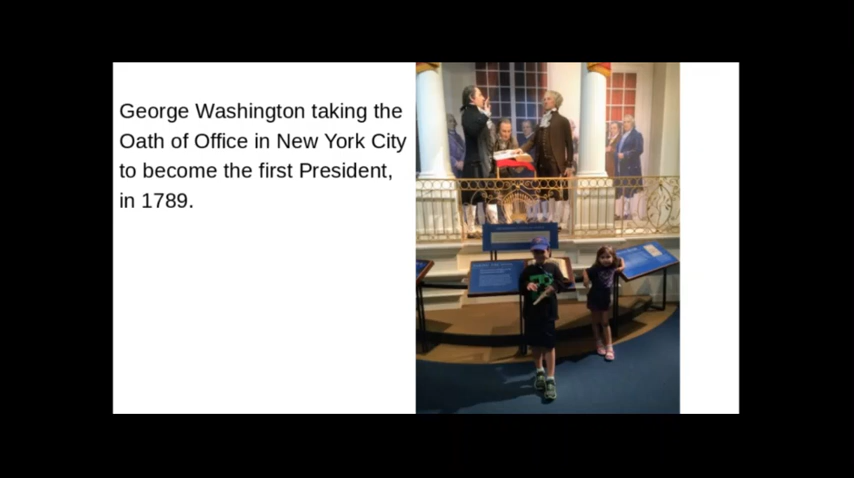 George Washington taking the
Oath of Office in New York City
to become the first President,
in 1789.